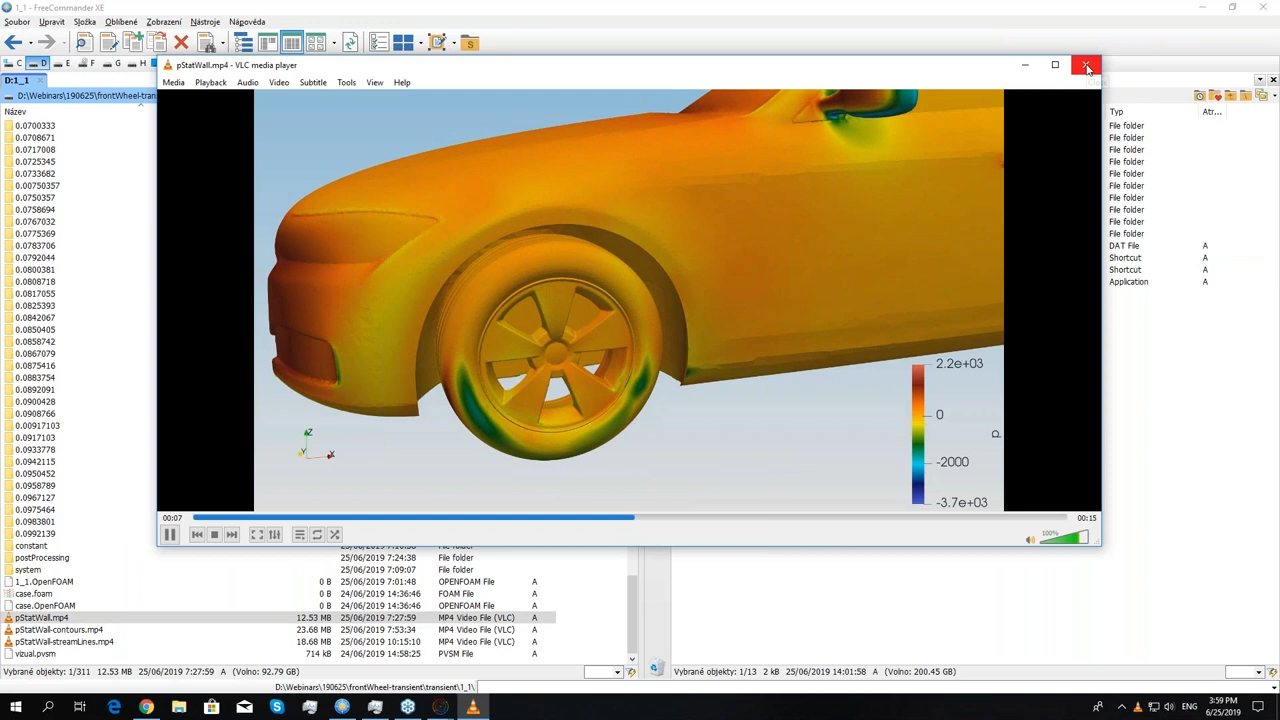 1_1 - FreeCommander XE
Soubor Upravit Složka Oblíbené Zobrazení Nástroje Nápověda
S
C D E F G H
D:1_1
D:\Webinars\190625\frontWheel-tran
Název
Typ Atr...
0.0700333 File folder
0.0708671 File folder
0.0717008 File folder
0.0725345 File folder
0.0733682 File folder
0.00750357 File folder
0.0750357 File folder
0.0758694 File folder
0.0767032 File folder
0.0775369 File folder
0.0783706 DAT File A
0.0792044 Shortcut A
0.0800381 Shortcut A
0.0808718 Application A
0.0817055
0.0825393
0.0842067
0.0850405
0.0858742
0.0867079
0.0875416
0.0883754
0.0892091
0.0900428
0.0908766
0.00917103
0.0917103
0.0933778
0.0942115
0.0950452
0.0958789
0.0967127
0.0975464
0.0983801
0.0992139
constant
postProcessing 25/06/2019 7:24:38 File folder
system 25/06/2019 7:09:07 File folder
1_1.OpenFOAM 0 B 25/06/2019 7:01:48 OPENFOAM File A
case.foam 0 B 24/06/2019 14:36:46 FOAM File A
case.OpenFOAM 0 B 24/06/2019 14:36:46 OPENFOAM File A
pStatWall.mp4 12.53 MB 25/06/2019 7:27:59 MP4 Video File (VLC) A
pStatWall-contours.mp4 23.68 MB 25/06/2019 7:53:34 MP4 Video File (VLC) A
pStatWall-streamLines.mp4 18.68 MB 25/06/2019 10:15:10 MP4 Video File (VLC) A
vizual.pvsm 714 kB 24/06/2019 14:58:25 PVSM File A
pStatWall.mp4 - VLC media player
Media Playback Audio Video Subtitle Tools View Help
2.2e+03
0
p
-2000
-3.7e+03
Z
Y X
00:07 00:15
100%
Vybrané objekty: 1/311 12.53 MB 25/06/2019 7:27:59 A (Volno: 92.79 GB)
Vybrané objekty: 1/13 2 kB 25/06/2019 14:01:58 A (Volno: 200.45 GB)
D:\Webinars\190625\frontWheel-transient\transient\1_1\
ENG
3:59 PM
6/25/2019